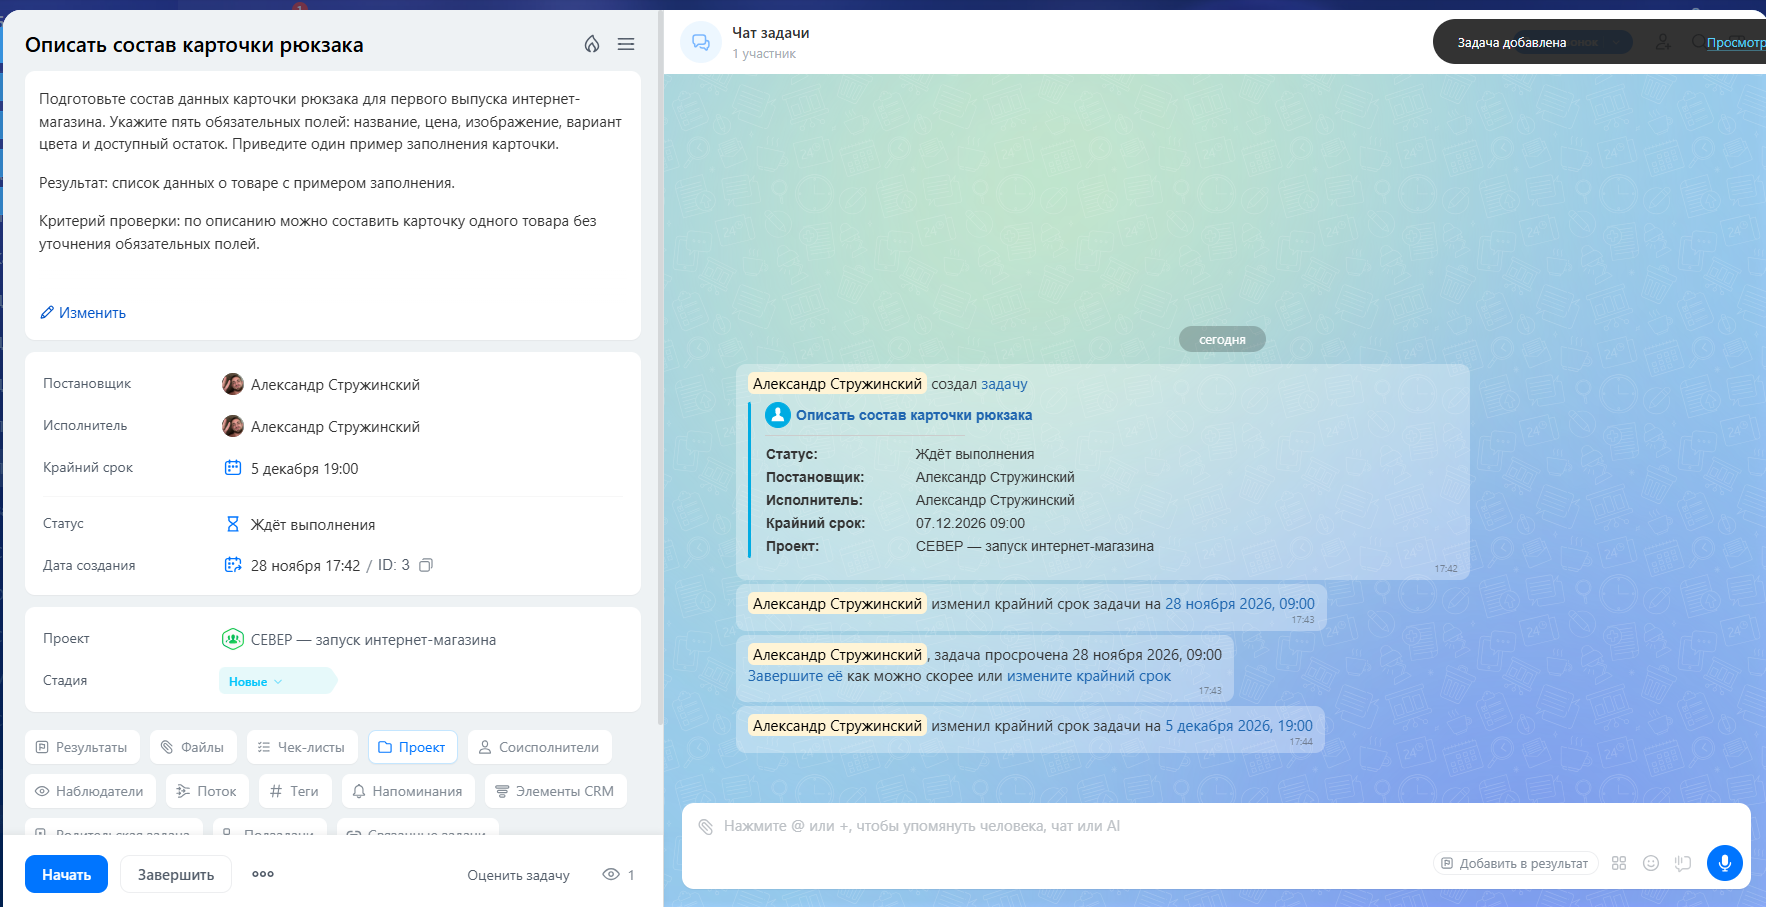 Описать состав карточки рюкзака
Подготовьте состав данных карточки рюкзака для первого выпуска интернет-
магазина. Укажите пять обязательных полей: название, цена, изображение, вариант
цвета и доступный остаток. Приведите один пример заполнения карточки.
Результат: список данных о товаре с примером заполнения.
Критерий проверки: по описанию можно составить карточку одного товара без
уточнения обязательных полей.
Изменить
Постановщик Александр Стружинский
Исполнитель Александр Стружинский
Крайний срок 5 декабря 19:00
Статус Ждёт выполнения
Дата создания 28 ноября 17:42 / ID: 3
Проект СЕВЕР — запуск интернет-магазина
Стадия Новые
Результаты Файлы Чек-листы Проект Соисполнители
Наблюдатели Поток # Теги Напоминания Элементы CRM
Родительская задача Подзадачи Связанные задачи
Начать Завершить Оценить задачу 1
Чат задачи
1 участник
Задача добавлена Просмотр
сегодня
Александр Стружинский создал задачу
Описать состав карточки рюкзака
Статус: Ждёт выполнения
Постановщик: Александр Стружинский
Исполнитель: Александр Стружинский
Крайний срок: 07.12.2026 09:00
Проект: СЕВЕР — запуск интернет-магазина
17:42
Александр Стружинский изменил крайний срок задачи на 28 ноября 2026, 09:00
17:43
Александр Стружинский, задача просрочена 28 ноября 2026, 09:00
Завершите её как можно скорее или измените крайний срок
17:43
Александр Стружинский изменил крайний срок задачи на 5 декабря 2026, 19:00
17:44
Нажмите @ или +, чтобы упомянуть человека, чат или AI
Добавить в результат